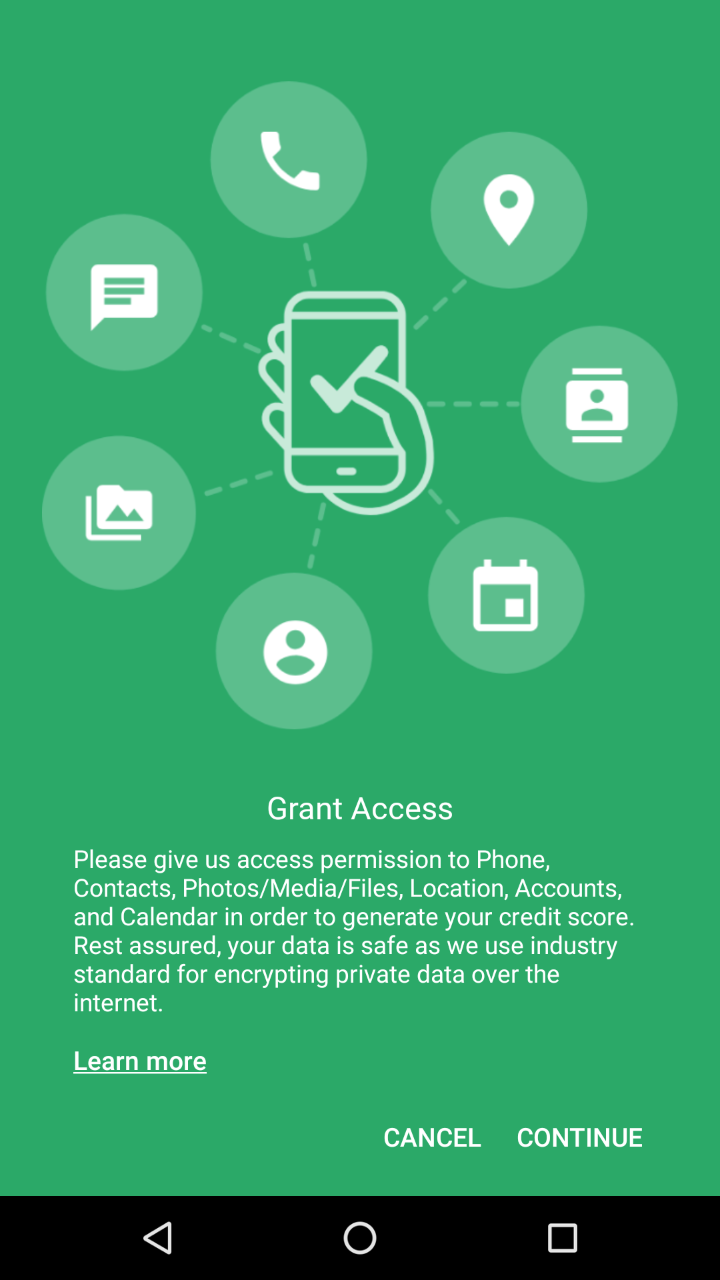 Grant Access
Please give us access permission to Phone,
Contacts, Photos/Media/Files, Location, Accounts,
and Calendar in order to generate your credit score.
Rest assured, your data is safe as we use industry
standard for encrypting private data over the
internet.
Learn more
CANCEL CONTINUE